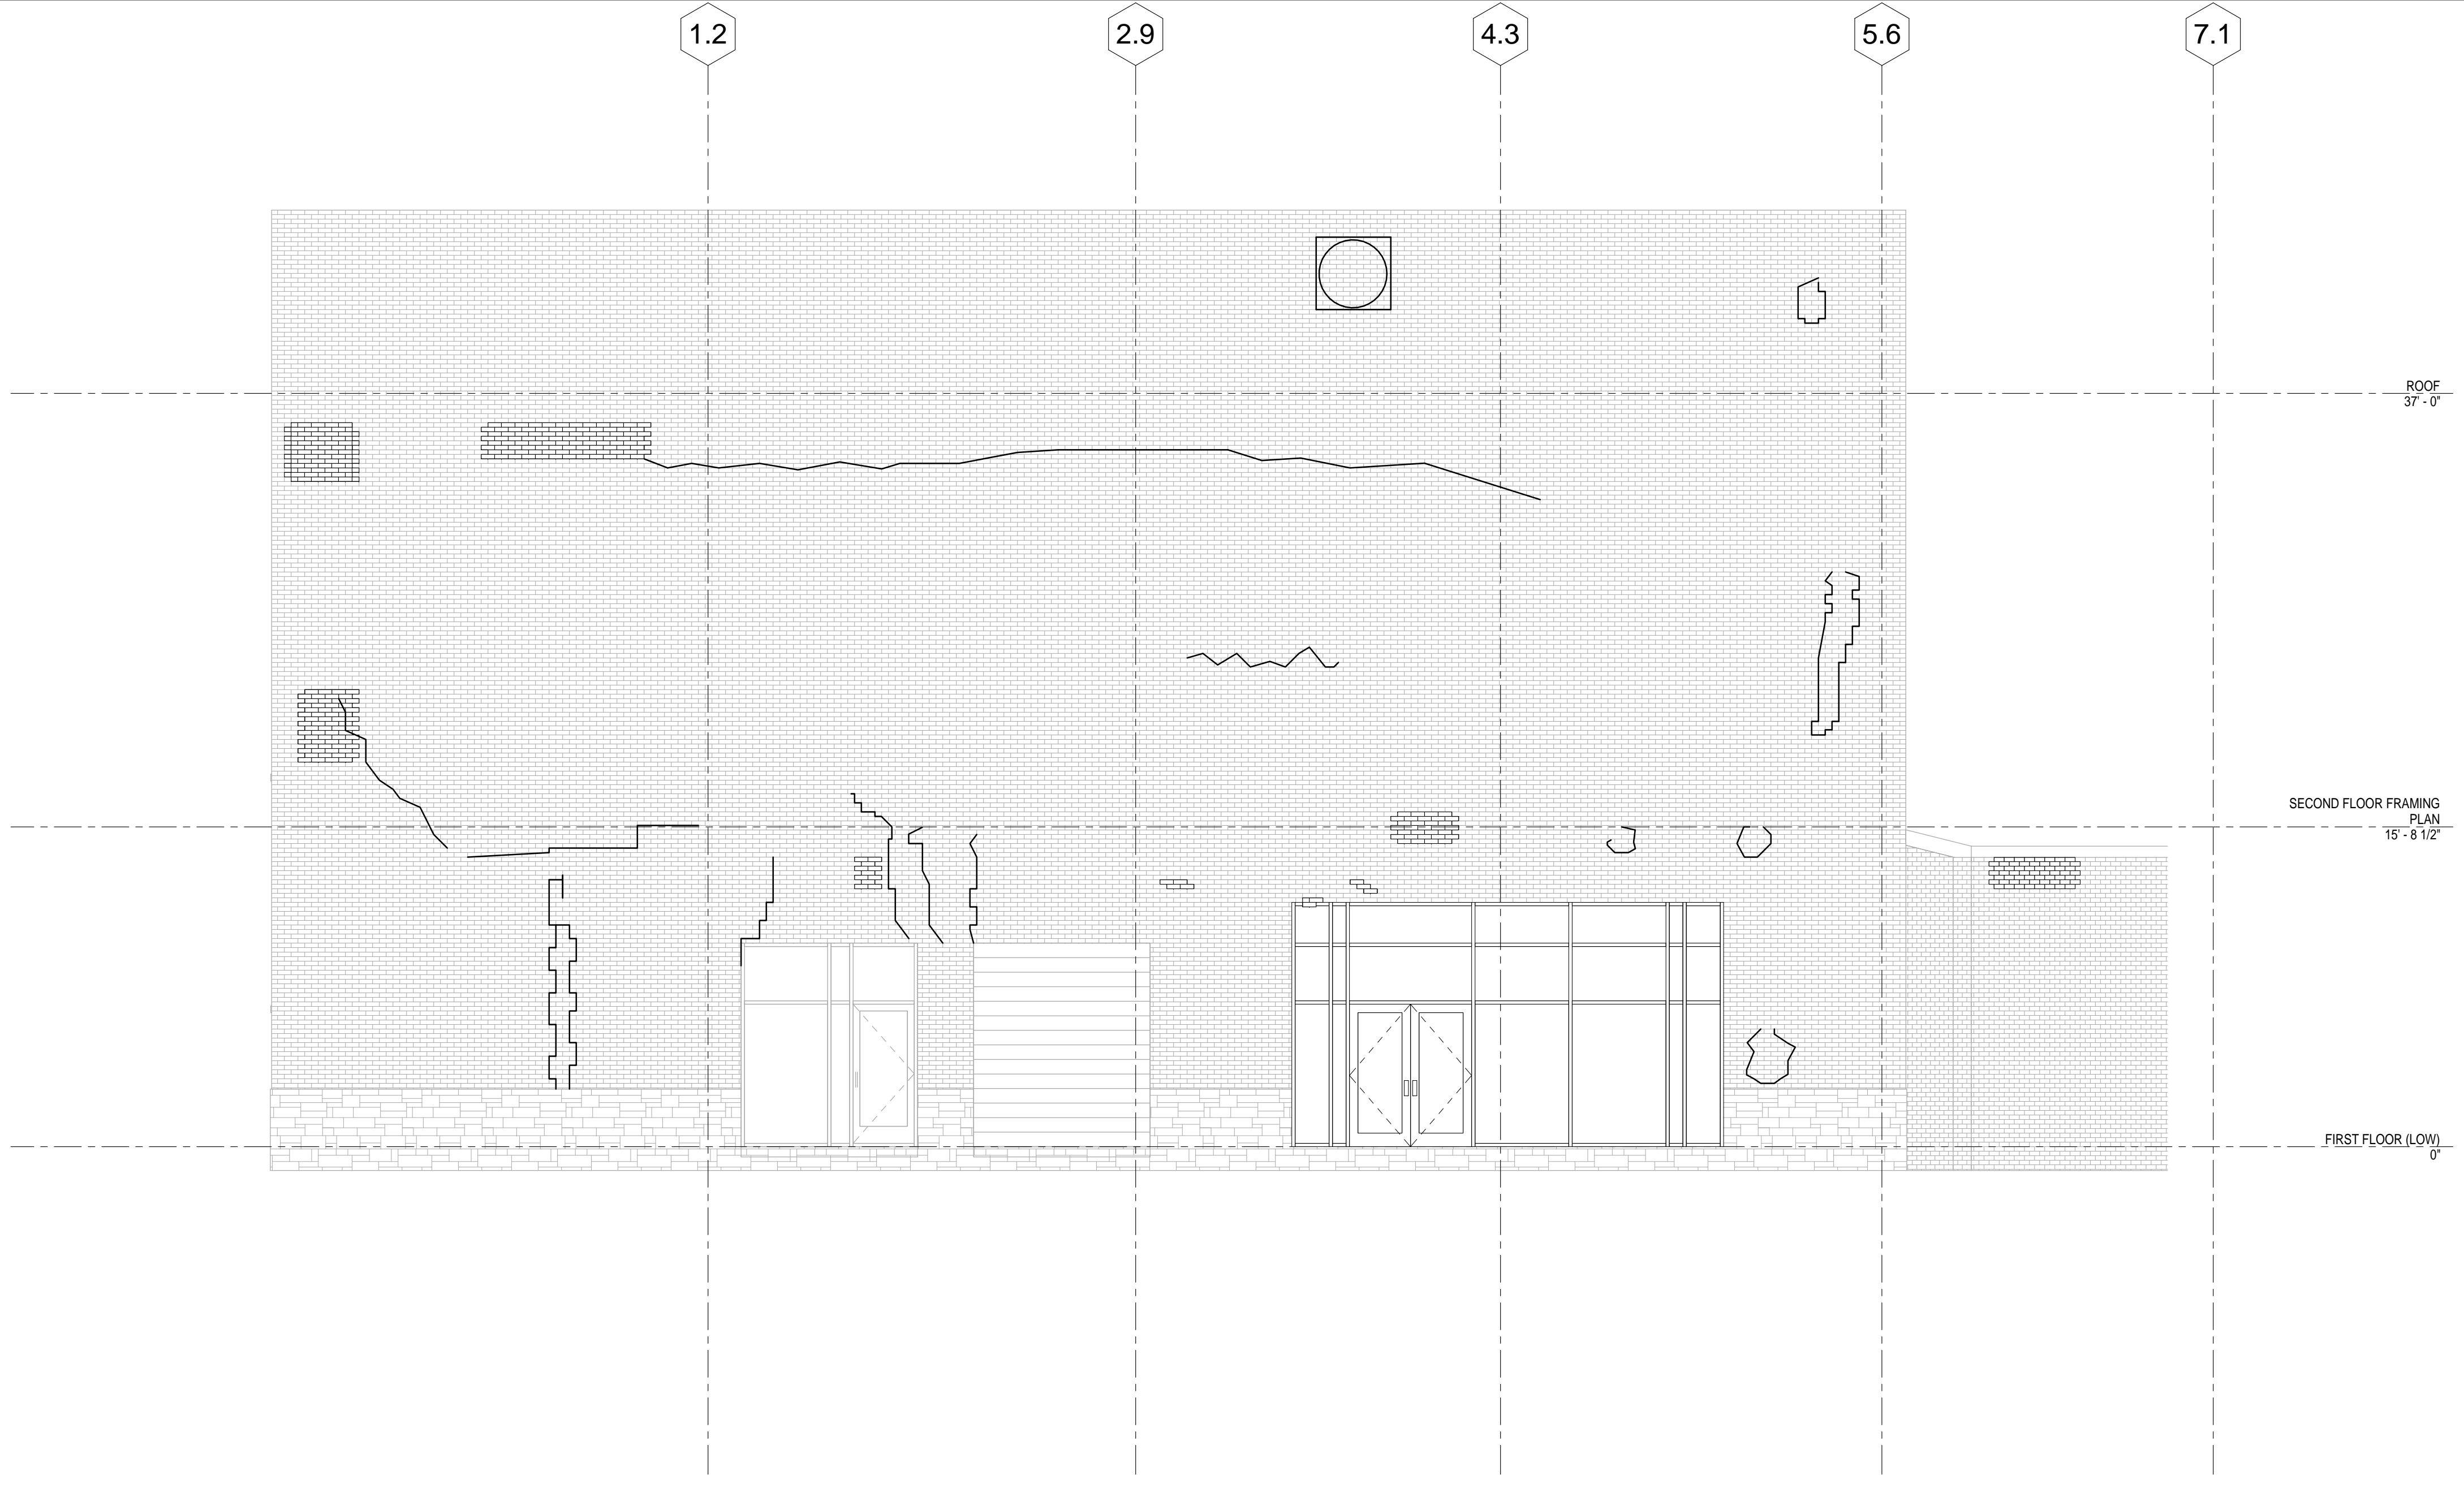 1.2
2.9
4.3
5.6
7.1
ROOF
37' - 0"
SECOND FLOOR FRAMING
PLAN
15' - 8 1/2"
FIRST FLOOR (LOW)
0"